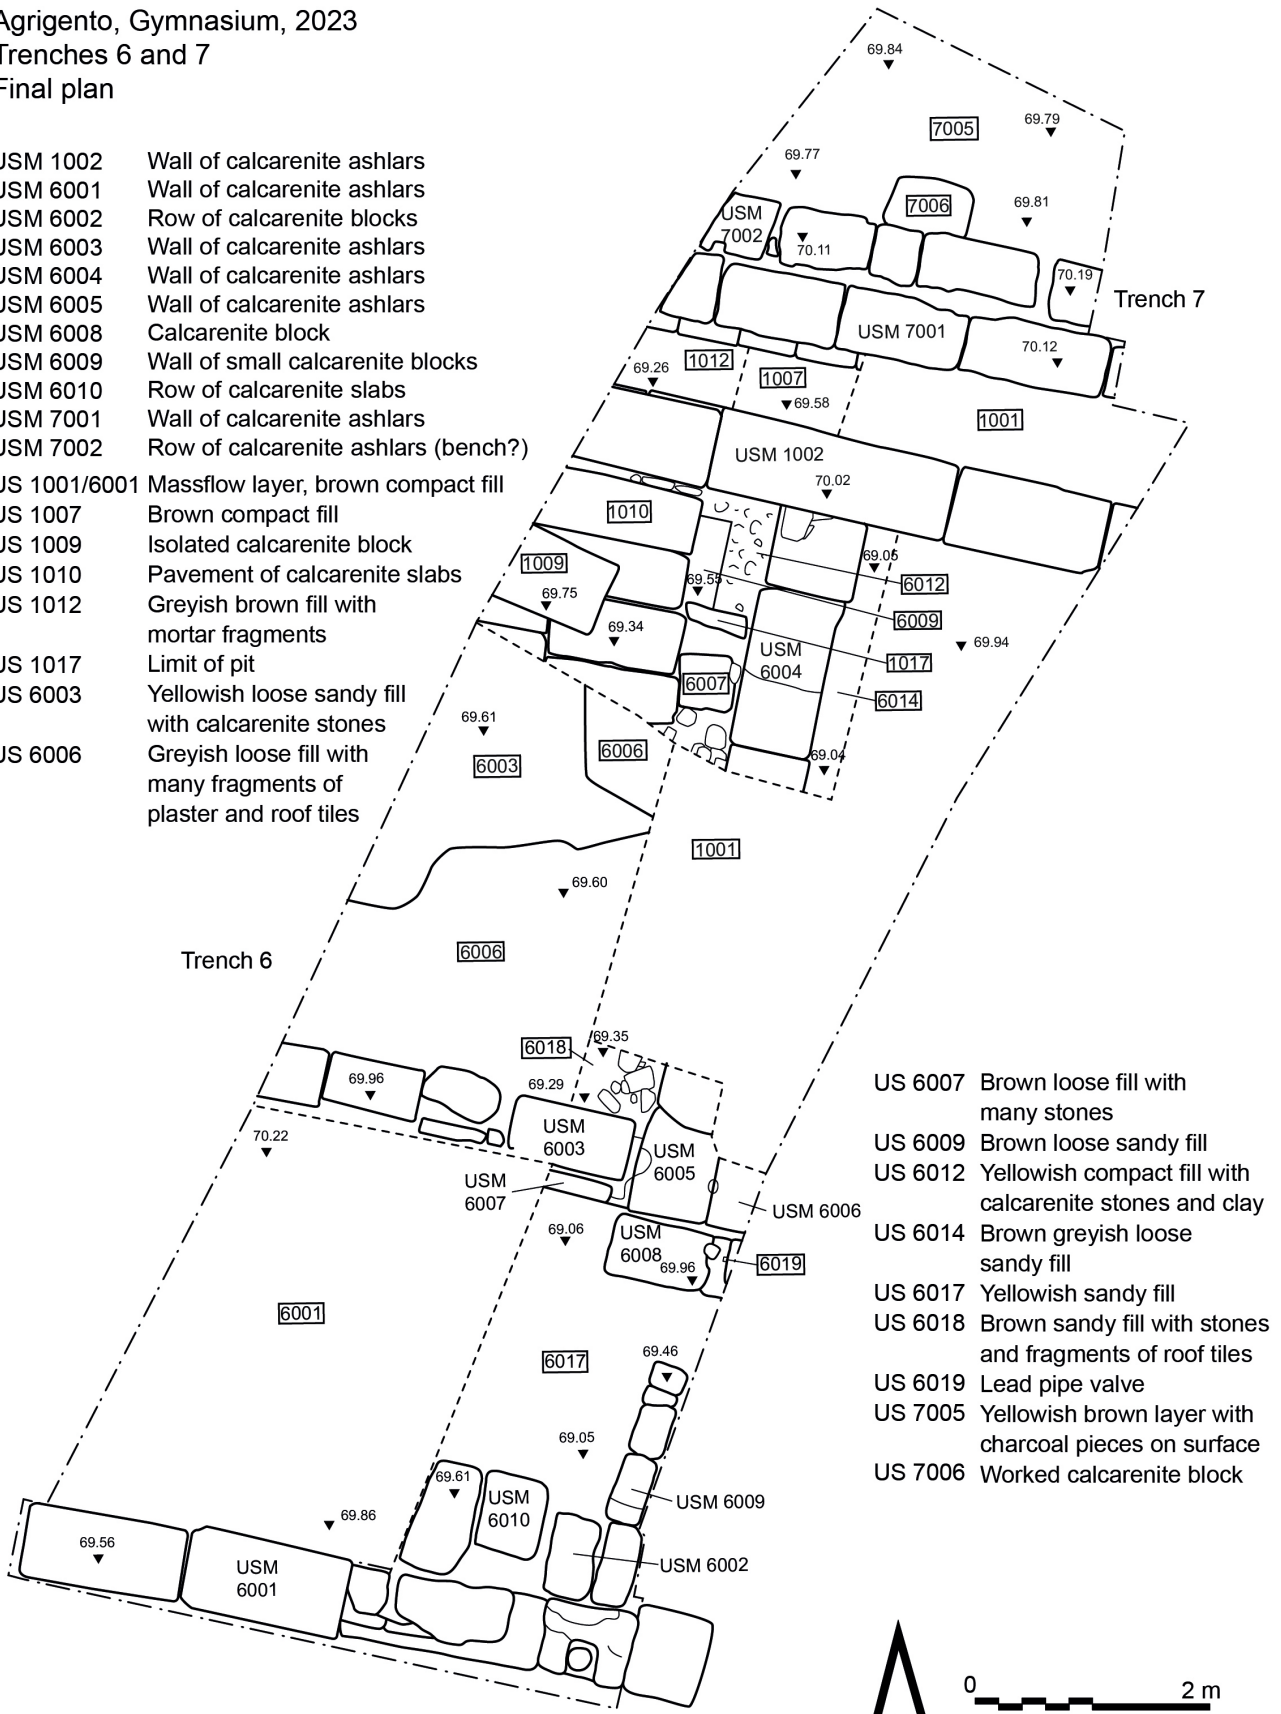 Agrigento, Gymnasium, 2023
Trenches 6 and 7
Final plan
USM 1002 Wall of calcarenite ashlars
USM 6001 Wall of calcarenite ashlars
USM 6002 Row of calcarenite blocks
USM 6003 Wall of calcarenite ashlars
USM 6004 Wall of calcarenite ashlars
USM 6005 Wall of calcarenite ashlars
USM 6008 Calcarenite block
USM 6009 Wall of small calcarenite blocks
USM 6010 Row of calcarenite slabs
USM 7001 Wall of calcarenite ashlars
USM 7002 Row of calcarenite ashlars (bench?)
US 1001/6001 Massflow layer, brown compact fill
US 1007 Brown compact fill
US 1009 Isolated calcarenite block
US 1010 Pavement of calcarenite slabs
US 1012 Greyish brown fill with
mortar fragments
US 1017 Limit of pit
US 6003 Yellowish loose sandy fill
with calcarenite stones
US 6006 Greyish loose fill with
many fragments of
plaster and roof tiles
69.84
7005
69.79
69.77
7006
69.81
USM
7002
70.11
70.19
Trench 7
USM 7001
70.12
1012
69.26
1007
69.58
1001
USM 1002
70.02
1010
1009
69.75
69.05
6012
69.55
6009
69.34
69.94
USM
6004
1017
6007
6014
69.61
6003
6006
69.04
1001
69.60
6006
Trench 6
6018
69.35
69.96
69.29
USM
6003
70.22
USM
6005
USM
6007
USM 6006
69.06
USM
6008
69.96
6019
6001
6017
69.46
69.05
69.61
USM
6010
USM 6009
69.86
69.56
USM
6001
USM 6002
US 6007 Brown loose fill with
many stones
US 6009 Brown loose sandy fill
US 6012 Yellowish compact fill with
calcarenite stones and clay
US 6014 Brown greyish loose
sandy fill
US 6017 Yellowish sandy fill
US 6018 Brown sandy fill with stones
and fragments of roof tiles
US 6019 Lead pipe valve
US 7005 Yellowish brown layer with
charcoal pieces on surface
US 7006 Worked calcarenite block
0 2 m